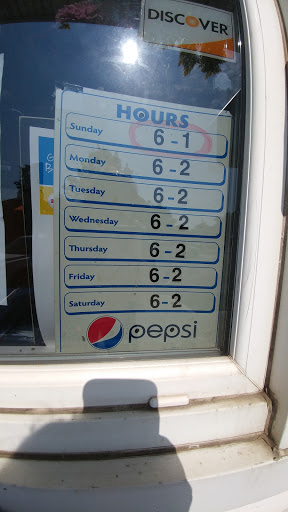 DISCOVER
HOURS
Sunday 6-1
Monday 6-2
Tuesday 6-2
Wednesday 6-2
Thursday 6-2
Friday 6-2
Saturday 6-2
pepsi